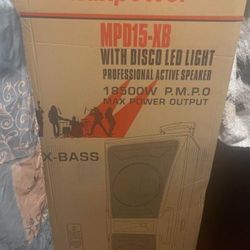 MPD15-XB
WITH DISCO LED LIGHT
PROFESSIONAL ACTIVE SPEAKER
18500W P.M.P.O
MAX POWER OUTPUT
X-BASS